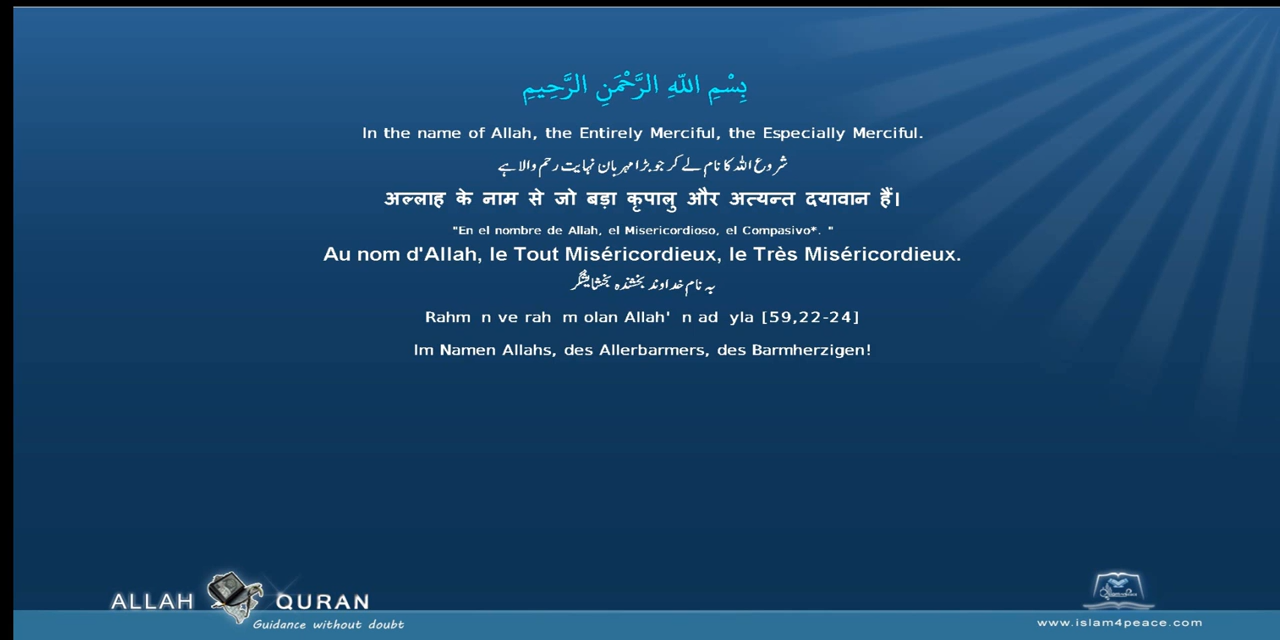 بِسْمِ اللَّهِ الرَّحْمَنِ الرَّحِيمِ
In the name of Allah, the Entirely Merciful, the Especially Merciful.
شروع الله کا نام لے کر جو بڑا مہربان نہایت رحم والا ہے
अल्लाह के नाम से जो बड़ा कृपालु और अत्यन्त दयावान हैं।
"En el nombre de Allah, el Misericordioso, el Compasivo*. "
Au nom d'Allah, le Tout Miséricordieux, le Très Miséricordieux.
به نام خداوند بخشنده بخشایشگر
Rahm n ve rah m olan Allah' n ad yla [59,22-24]
Im Namen Allahs, des Allerbarmers, des Barmherzigen!
ALLAH QURAN
Guidance without doubt
www.islam4peace.com